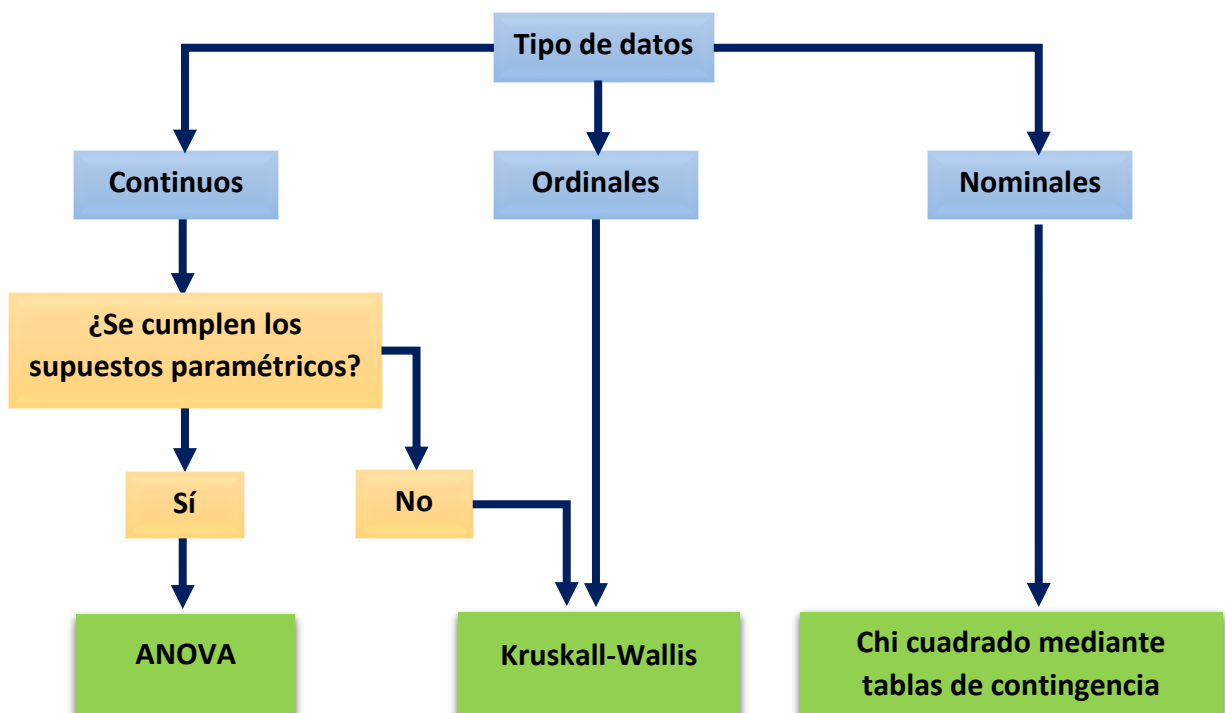 Tipo de datos
Continuos
Ordinales
Nominales
¿Se cumplen los
supuestos paramétricos?
Sí
No
ANOVA
Kruskall-Wallis
Chi cuadrado mediante
tablas de contingencia